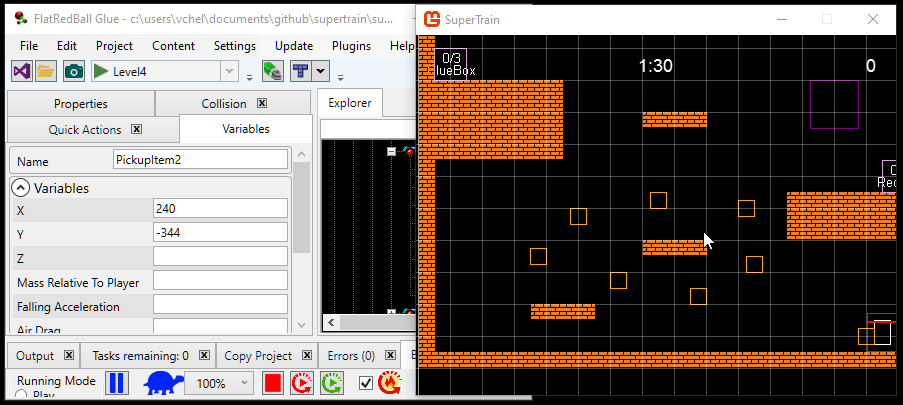 FlatRedBall Glue - c:\users\vchel\documents\github\supertrain\su...
File Edit Project Content Settings Update Plugins Help
Level4
Properties
Collision
Quick Actions
Variables
Name PickupItem2
Variables
X 240
Y -344
Z
Mass Relative To Player
Falling Acceleration
Air Drag
Explorer
Output
Tasks remaining: 0
Copy Project
Errors (0)
Running Mode
Play
100%
SuperTrain
0/3
lueBox
1:30
0
Rec